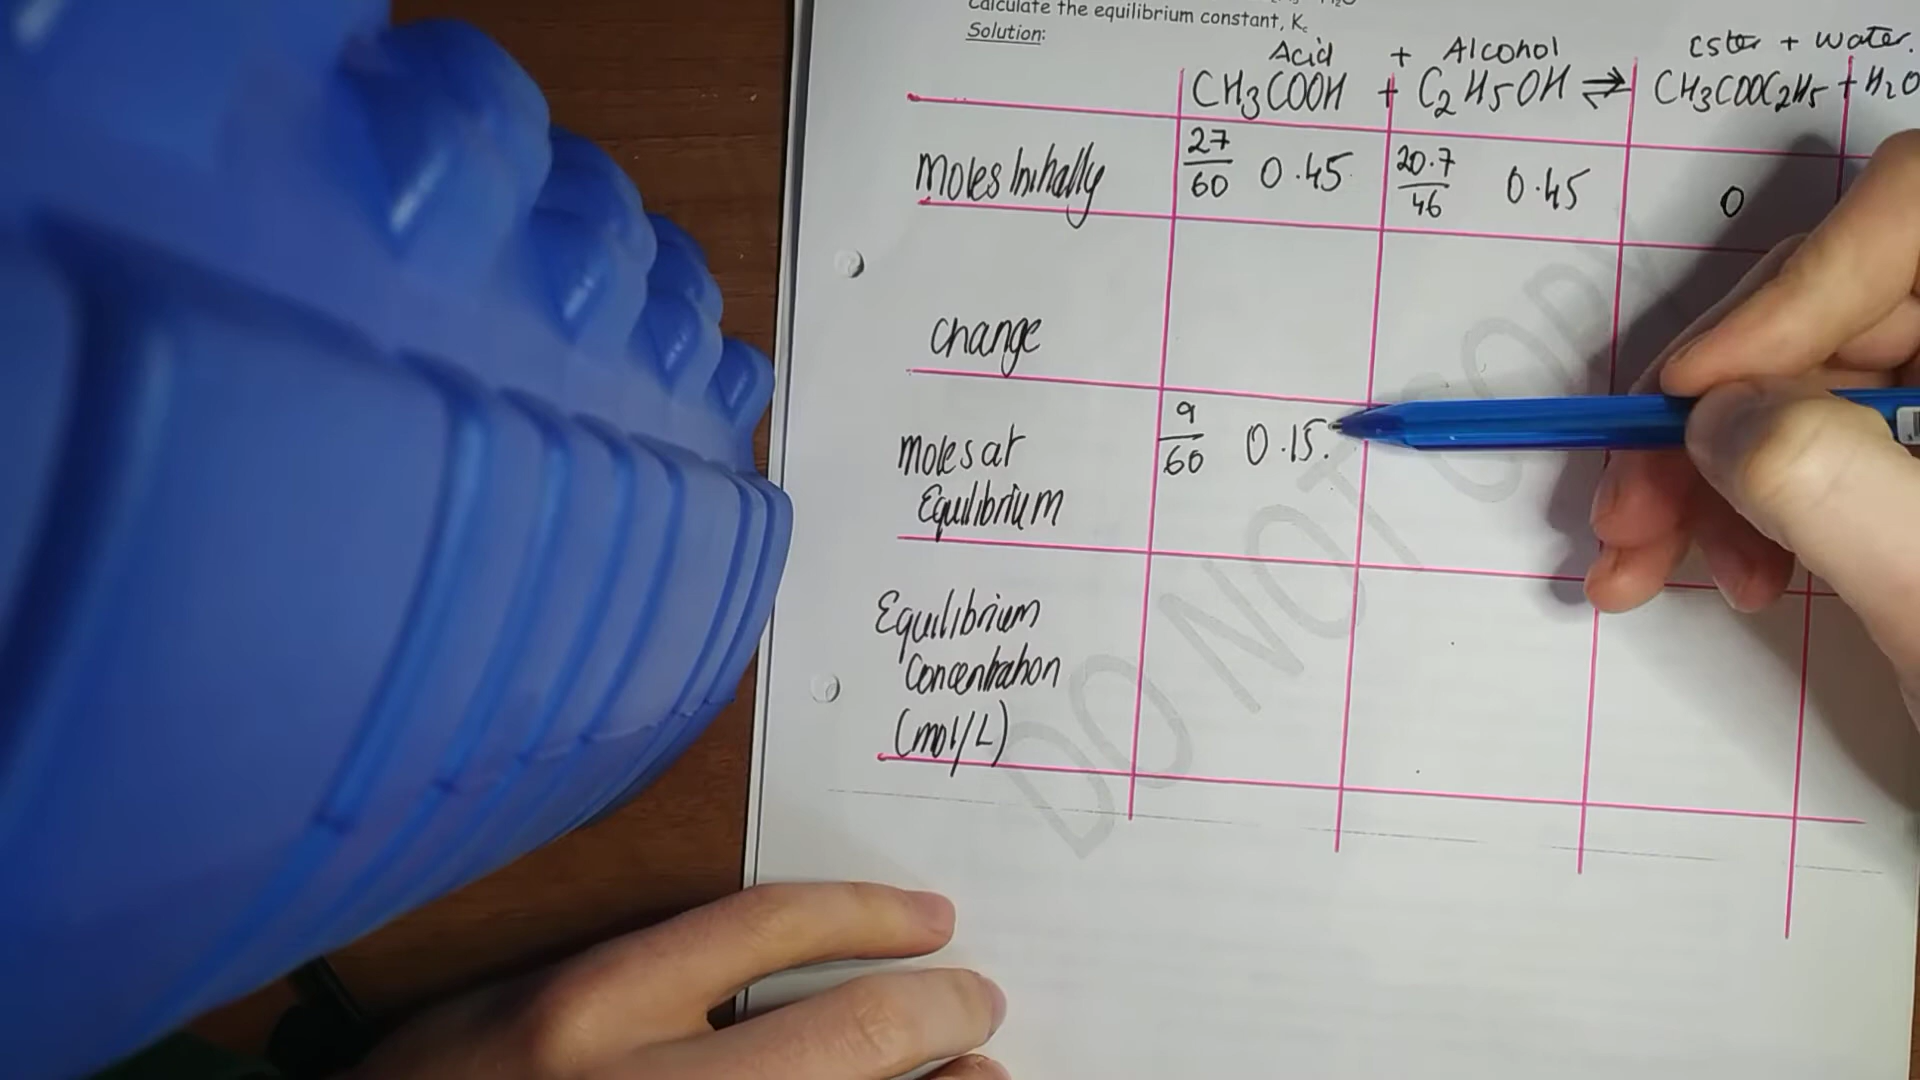 Calculate the equilibrium constant, Kc
Solution:
Acid + Alcohol Ester + Water.
CH3COOH + C2H5OH ⇌ CH3COOC2H5 + H2O
Moles Initially 27/60 0.45 20.7/46 0.45 0
Change
Moles at 9/60 0.15.
Equilibrium
Equilibrium
Concentration
(mol/L)
DO NOT COPY